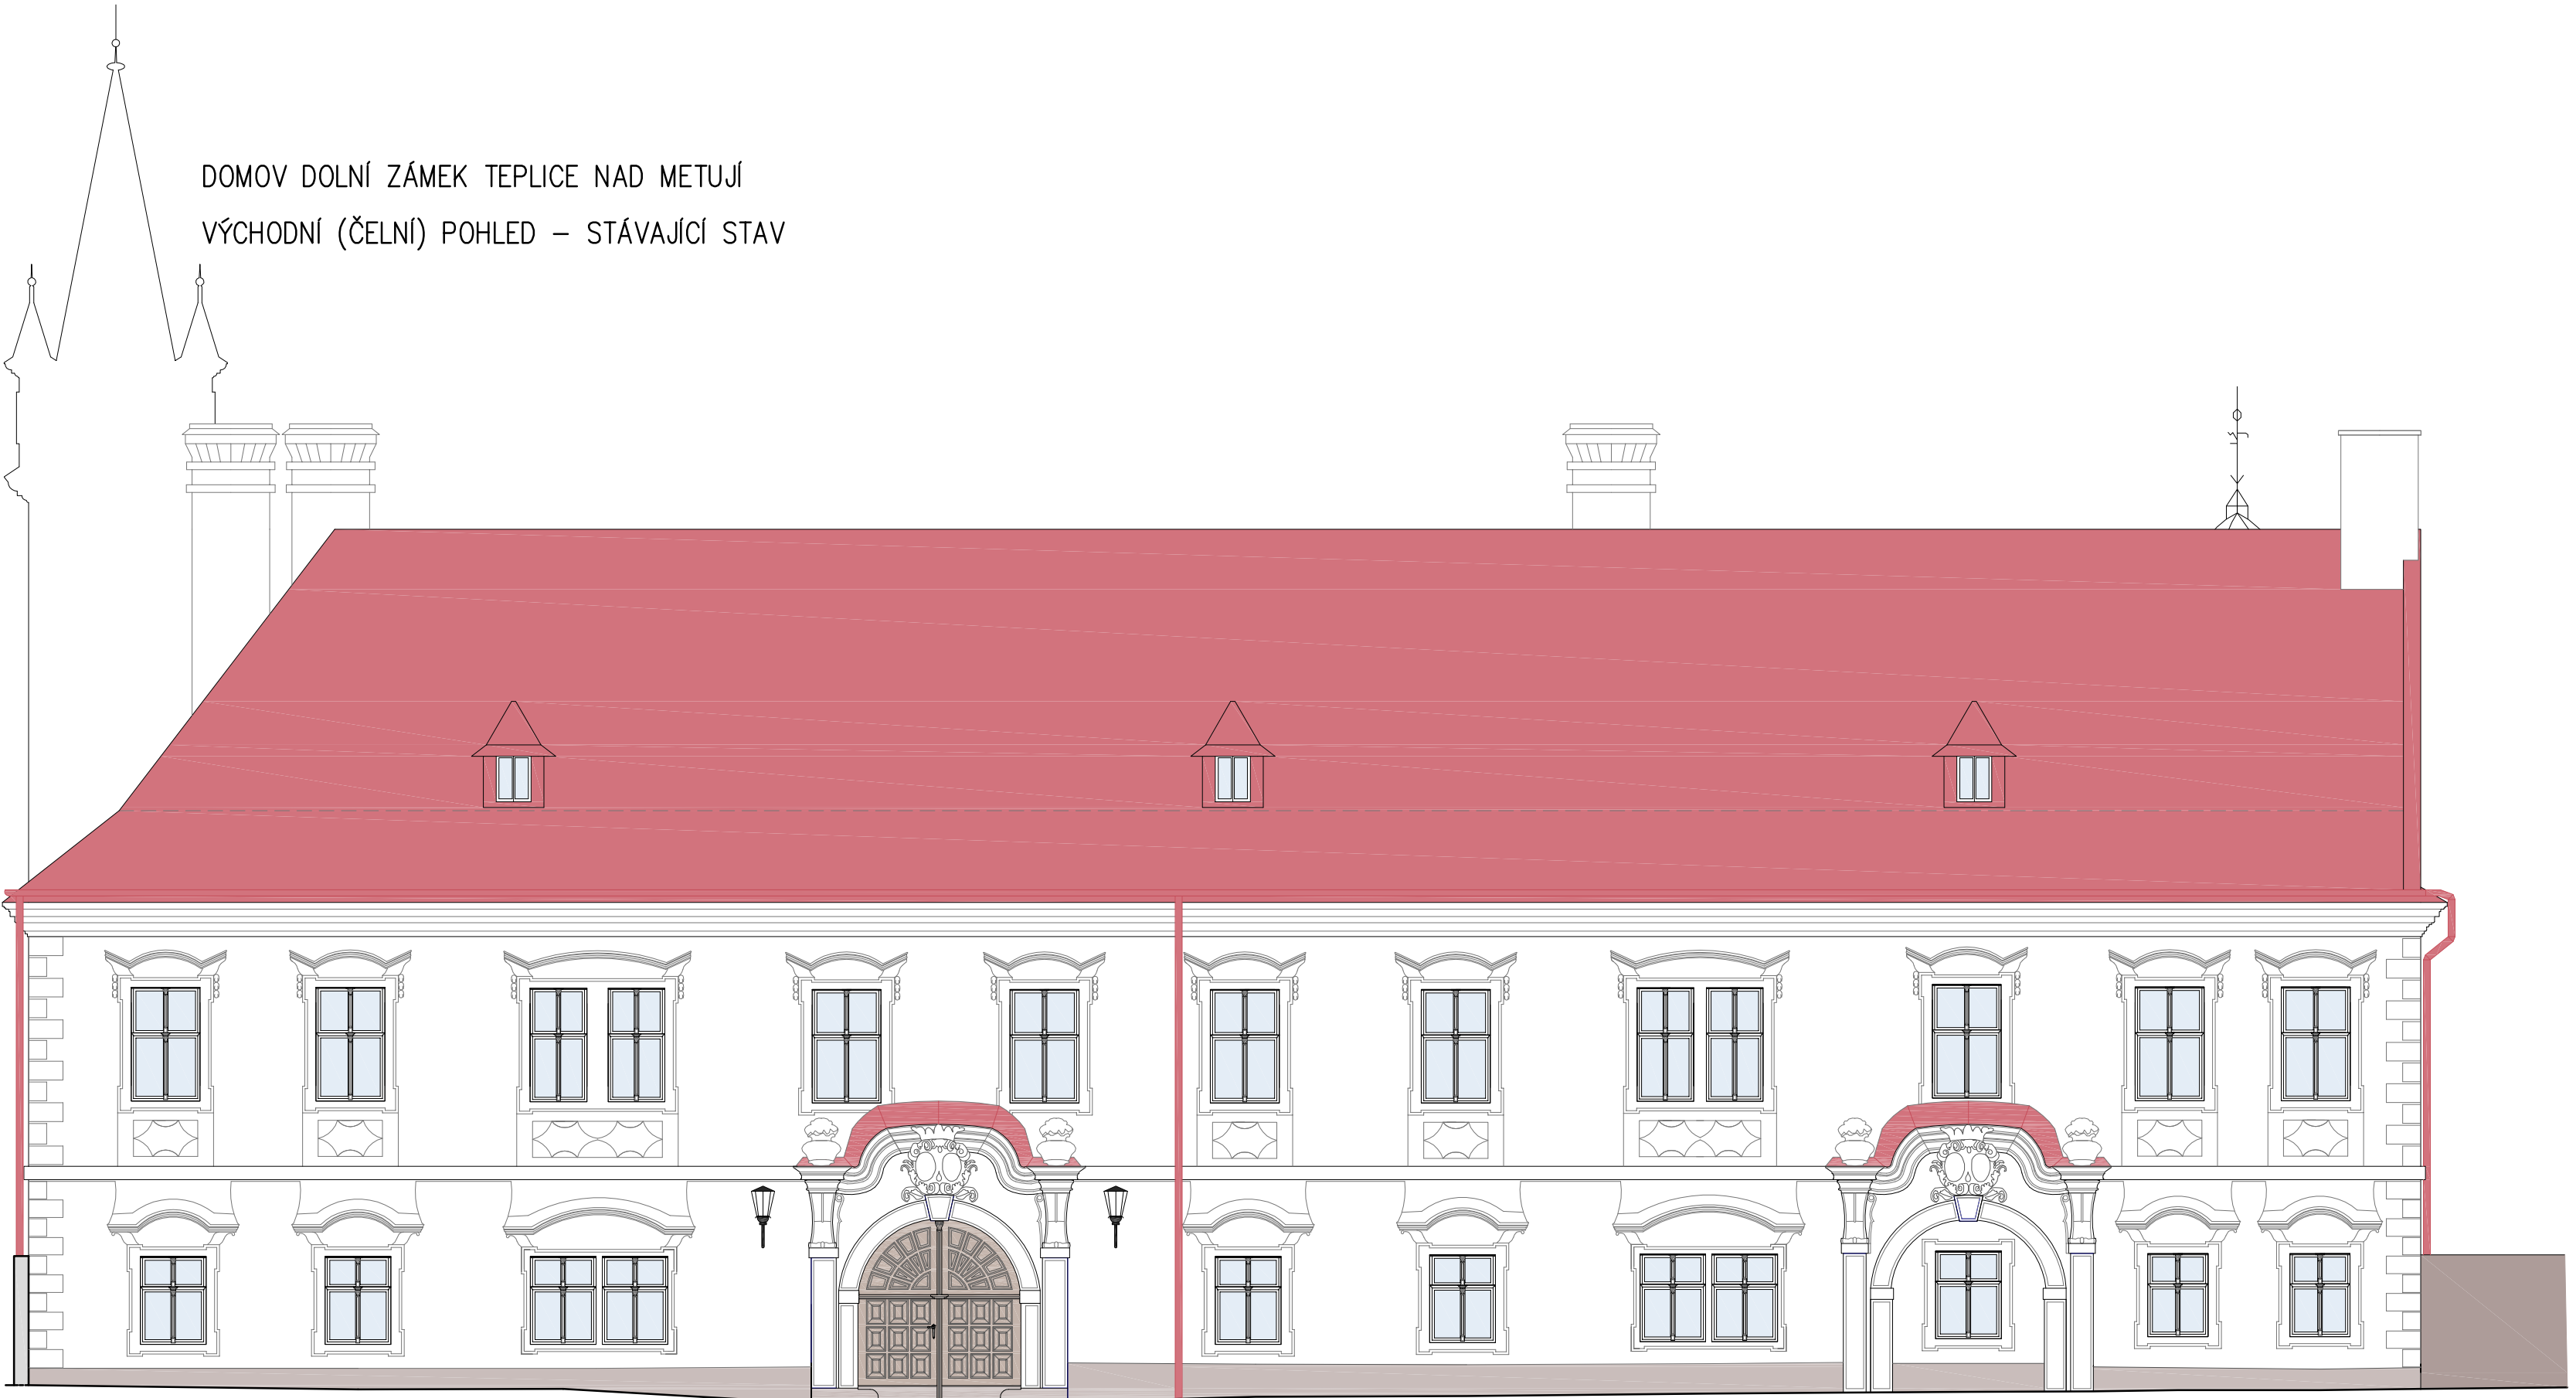 DOMOV DOLNÍ ZÁMEK TEPLICE NAD METUJÍ
VÝCHODNÍ (ČELNÍ) POHLED – STÁVAJÍCÍ STAV